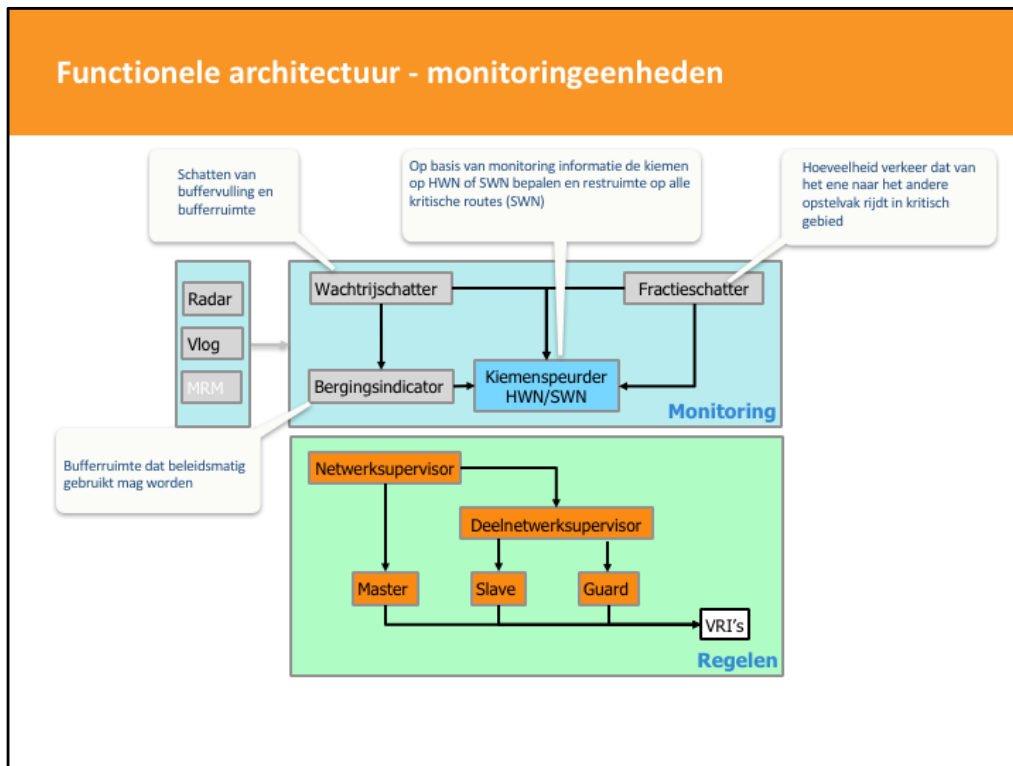 Functionele architectuur - monitoringeenheden
Schatten van
buffervulling en
bufferruimte
Op basis van monitoring informatie de kiemen
op HWN of SWN bepalen en restruimte op alle
kritische routes (SWN)
Hoeveelheid verkeer dat van
het ene naar het andere
opstelvak rijdt in kritisch
gebied
Radar
Vlog
MRM
Wachtrijschatter
Fractieschatter
Bergingsindicator
Kiemenspeurder
HWN/SWN
Monitoring
Bufferruimte dat beleidsmatig
gebruikt mag worden
Netwerksupervisor
Deelnetwerksupervisor
Master
Slave
Guard
VRI's
Regelen